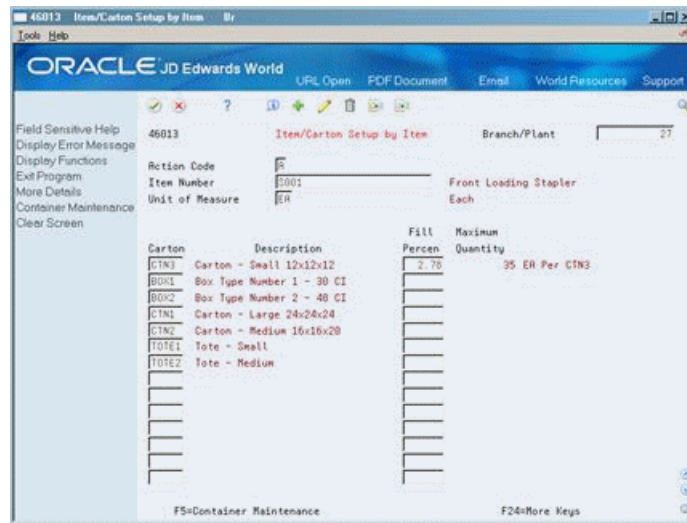 46013 Item/Carton Setup by Item
Tools Help
ORACLE JD Edwards World
URL Open PDF Document Email World Resources Support
Field Sensitive Help
Display Error Message
Display Functions
Exit Program
More Details
Container Maintenance
Clear Screen
46013 Item/Carton Setup by Item Branch/Plant 27
Action Code A
Item Number S001 Front Loading Stapler
Unit of Measure EA Each
Fill Maximum
Carton Description Percen Quantity
CTN3 Carton - Small 12x12x12 2.78 35 EA Per CTN3
BOX1 Box Type Number 1 - 30 CI
BOX2 Box Type Number 2 - 48 CI
CTN1 Carton - Large 24x24x24
CTN2 Carton - Medium 16x16x20
TOTE1 Tote - Small
TOTE2 Tote - Medium
F5=Container Maintenance F24=More Keys